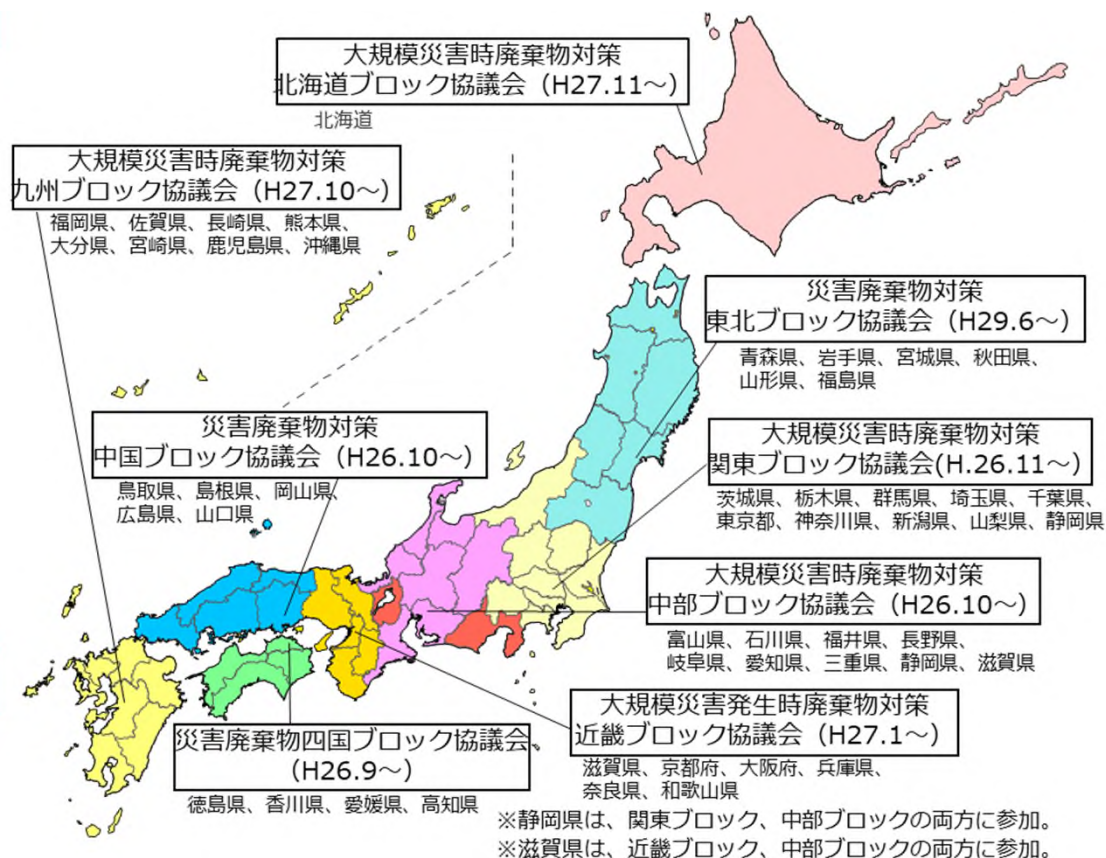 大規模災害時廃棄物対策
北海道ブロック協議会（H27.11～）
北海道
大規模災害時廃棄物対策
九州ブロック協議会（H27.10～）
福岡県、佐賀県、長崎県、熊本県、
大分県、宮崎県、鹿児島県、沖縄県
災害廃棄物対策
東北ブロック協議会（H29.6～）
青森県、岩手県、宮城県、秋田県、
山形県、福島県
災害廃棄物対策
中国ブロック協議会（H26.10～）
鳥取県、島根県、岡山県、
広島県、山口県
大規模災害時廃棄物対策
関東ブロック協議会(H.26.11～)
茨城県、栃木県、群馬県、埼玉県、千葉県、
東京都、神奈川県、新潟県、山梨県、静岡県
大規模災害時廃棄物対策
中部ブロック協議会（H26.10～）
富山県、石川県、福井県、長野県、
岐阜県、愛知県、三重県、静岡県、滋賀県
大規模災害発生時廃棄物対策
近畿ブロック協議会（H27.1～）
滋賀県、京都府、大阪府、兵庫県、
奈良県、和歌山県
災害廃棄物四国ブロック協議会
（H26.9～）
徳島県、香川県、愛媛県、高知県
※静岡県は、関東ブロック、中部ブロックの両方に参加。
※滋賀県は、近畿ブロック、中部ブロックの両方に参加。